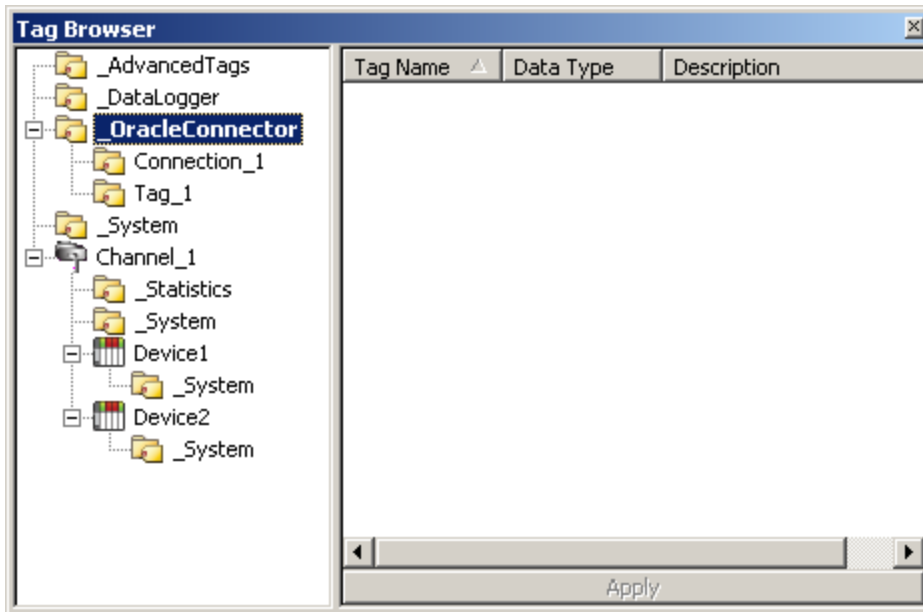 Tag Browser
_AdvancedTags
_DataLogger
_OracleConnector
Connection_1
Tag_1
_System
Channel_1
_Statistics
_System
Device1
_System
Device2
_System
Tag Name Data Type Description
Apply